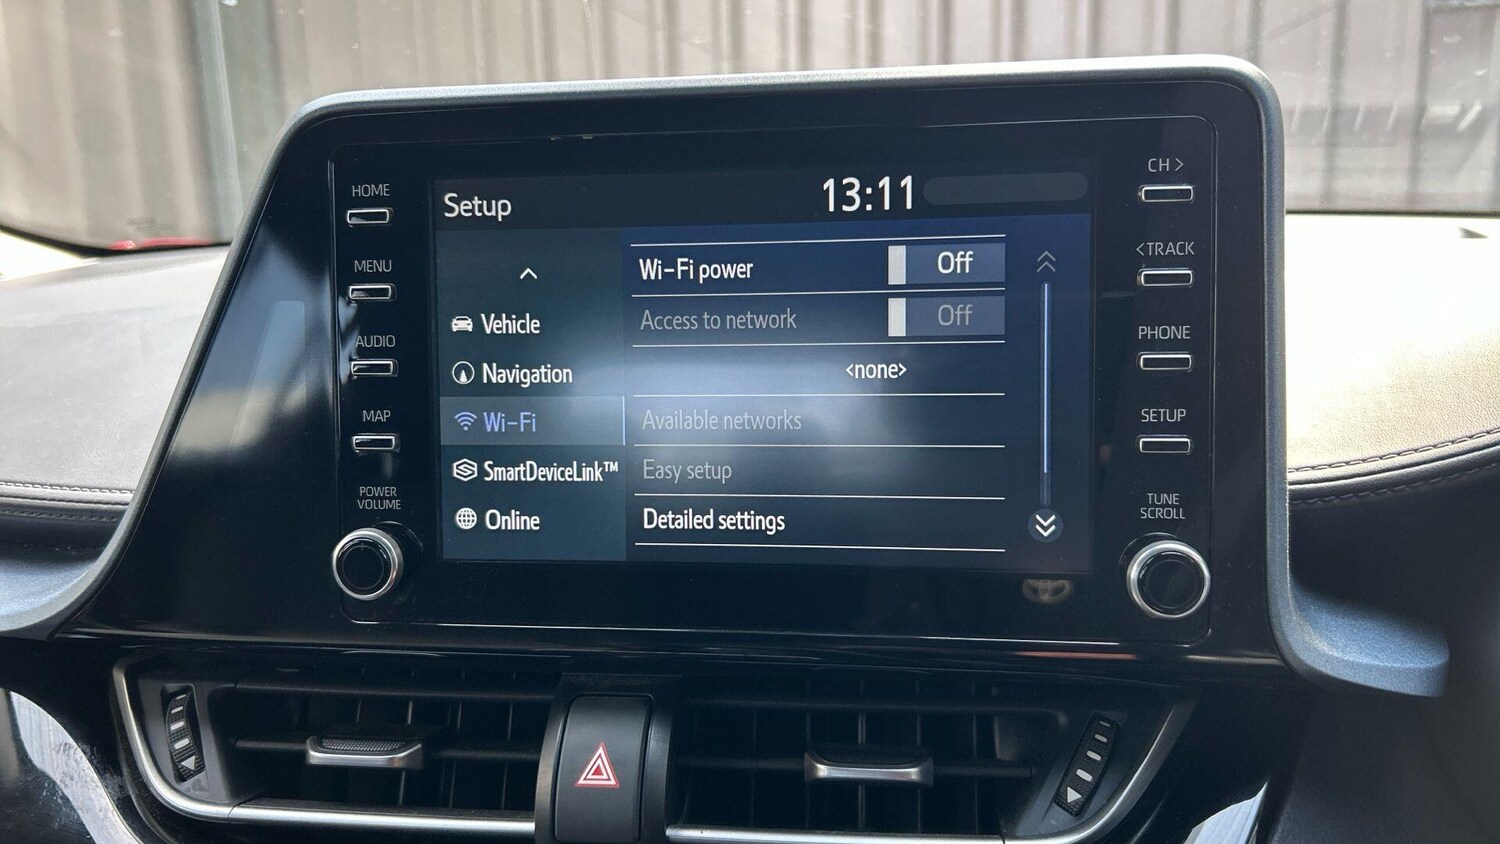 HOME
MENU
AUDIO
MAP
POWER
VOLUME
Setup
13:11
Vehicle
Navigation
Wi-Fi
SmartDeviceLink™
Online
Wi-Fi power
Off
Access to network
Off
<none>
Available networks
Easy setup
Detailed settings
CH >
<TRACK
PHONE
SETUP
TUNE
SCROLL